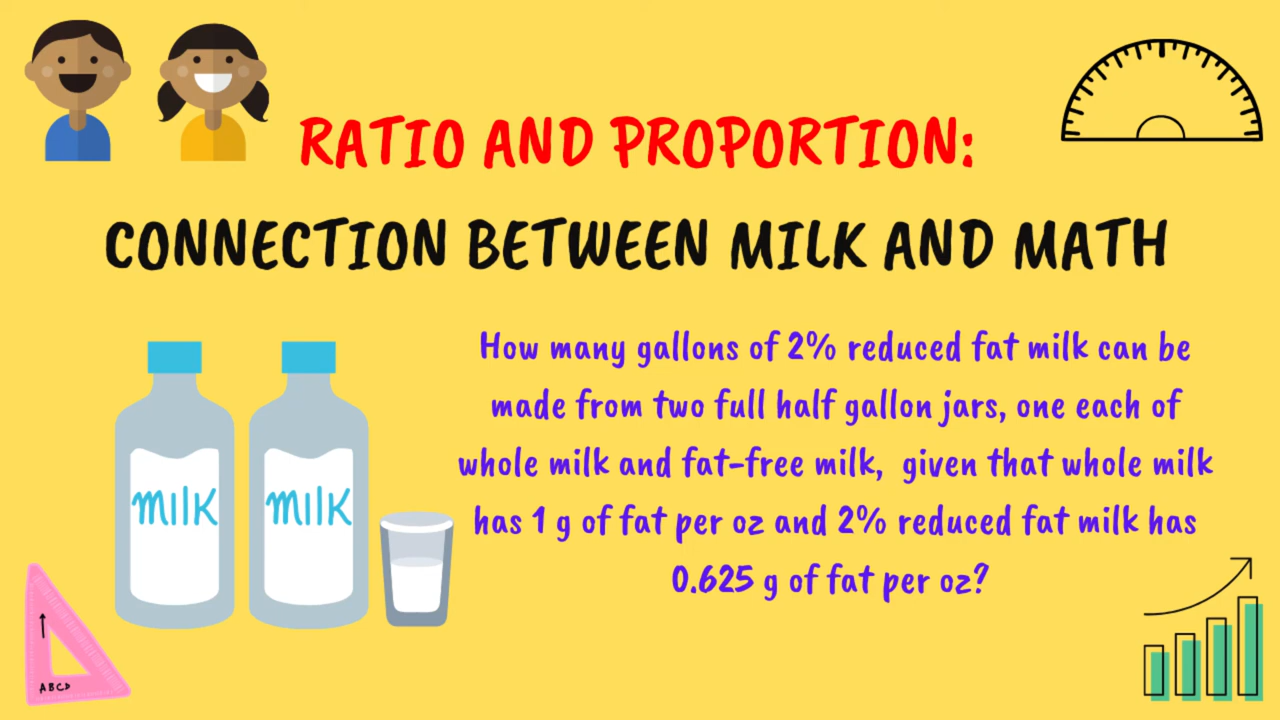 RATIO AND PROPORTION:
CONNECTION BETWEEN MILK AND MATH
How many gallons of 2% reduced fat milk can be
made from two full half gallon jars, one each of
whole milk and fat-free milk, given that whole milk
has 1 g of fat per oz and 2% reduced fat milk has
0.625 g of fat per oz?
milk
milk
ABCD